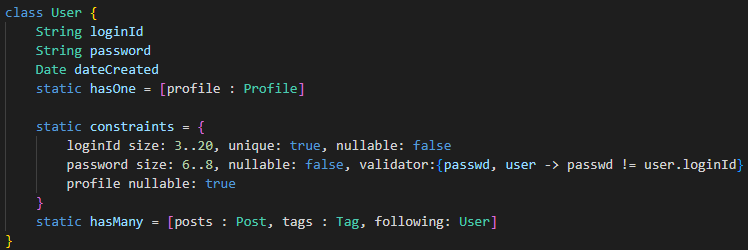 class User {
    String loginId
    String password
    Date dateCreated
    static hasOne = [profile : Profile]

    static constraints = {
        loginId size: 3..20, unique: true, nullable: false
        password size: 6..8, nullable: false, validator:{passwd, user -> passwd != user.loginId}
        profile nullable: true
    }
    static hasMany = [posts : Post, tags : Tag, following: User]
}